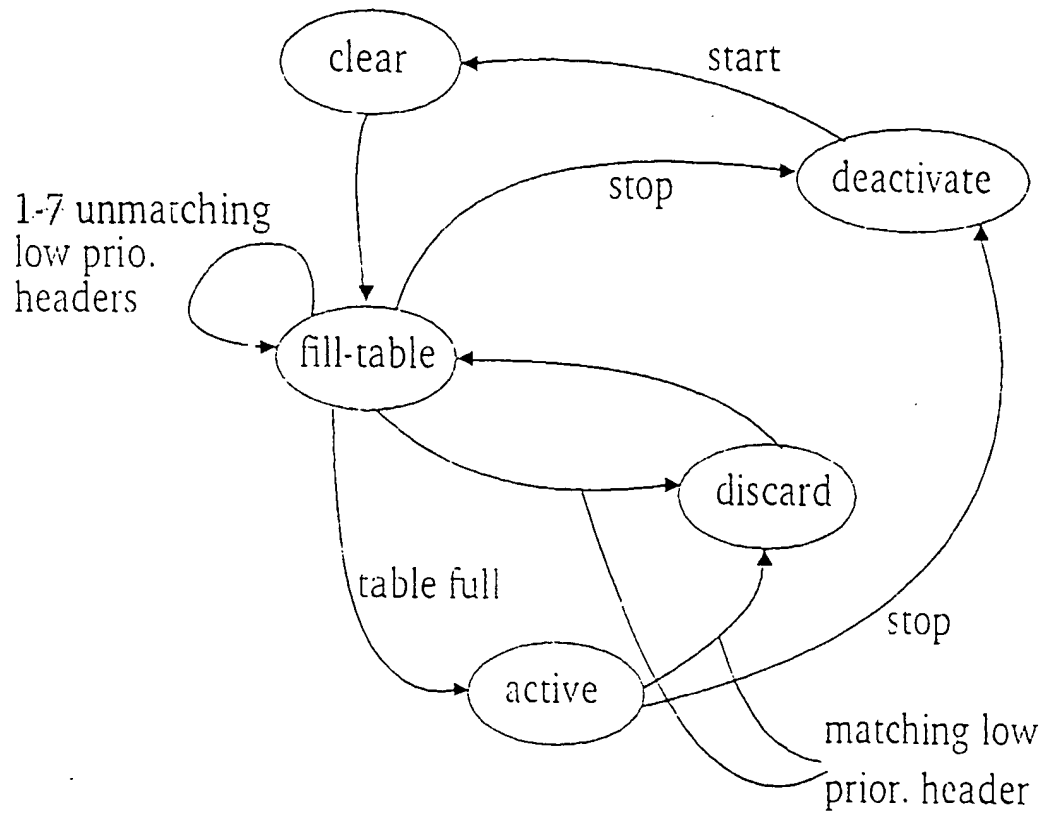 clear
start
deactivate
stop
1-7 unmatching
low prio.
headers
fill-table
discard
table full
stop
active
matching low
prior. header